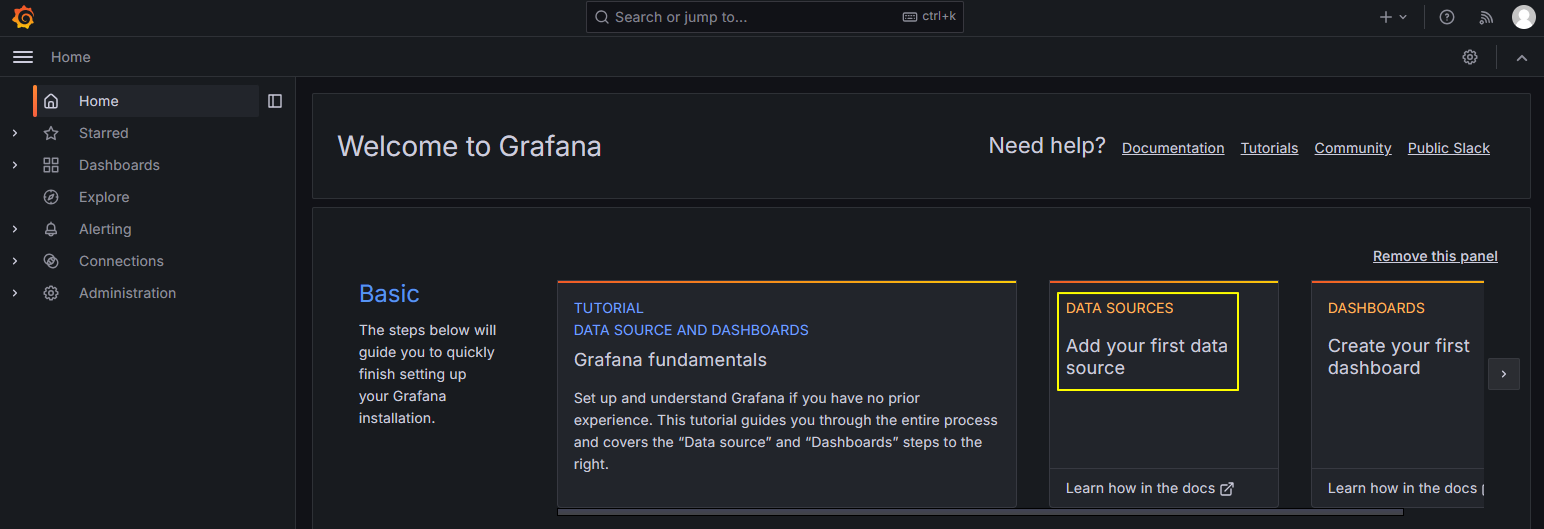 Search or jump to...
ctrl+k
Home
Home
Starred
Dashboards
Explore
Alerting
Connections
Administration
Welcome to Grafana
Need help?
Documentation
Tutorials
Community
Public Slack
Remove this panel
Basic
The steps below will
guide you to quickly
finish setting up
your Grafana
installation.
TUTORIAL
DATA SOURCE AND DASHBOARDS
Grafana fundamentals
Set up and understand Grafana if you have no prior
experience. This tutorial guides you through the entire process
and covers the “Data source” and “Dashboards” steps to the
right.
DATA SOURCES
Add your first data
source
Learn how in the docs
DASHBOARDS
Create your first
dashboard
Learn how in the docs